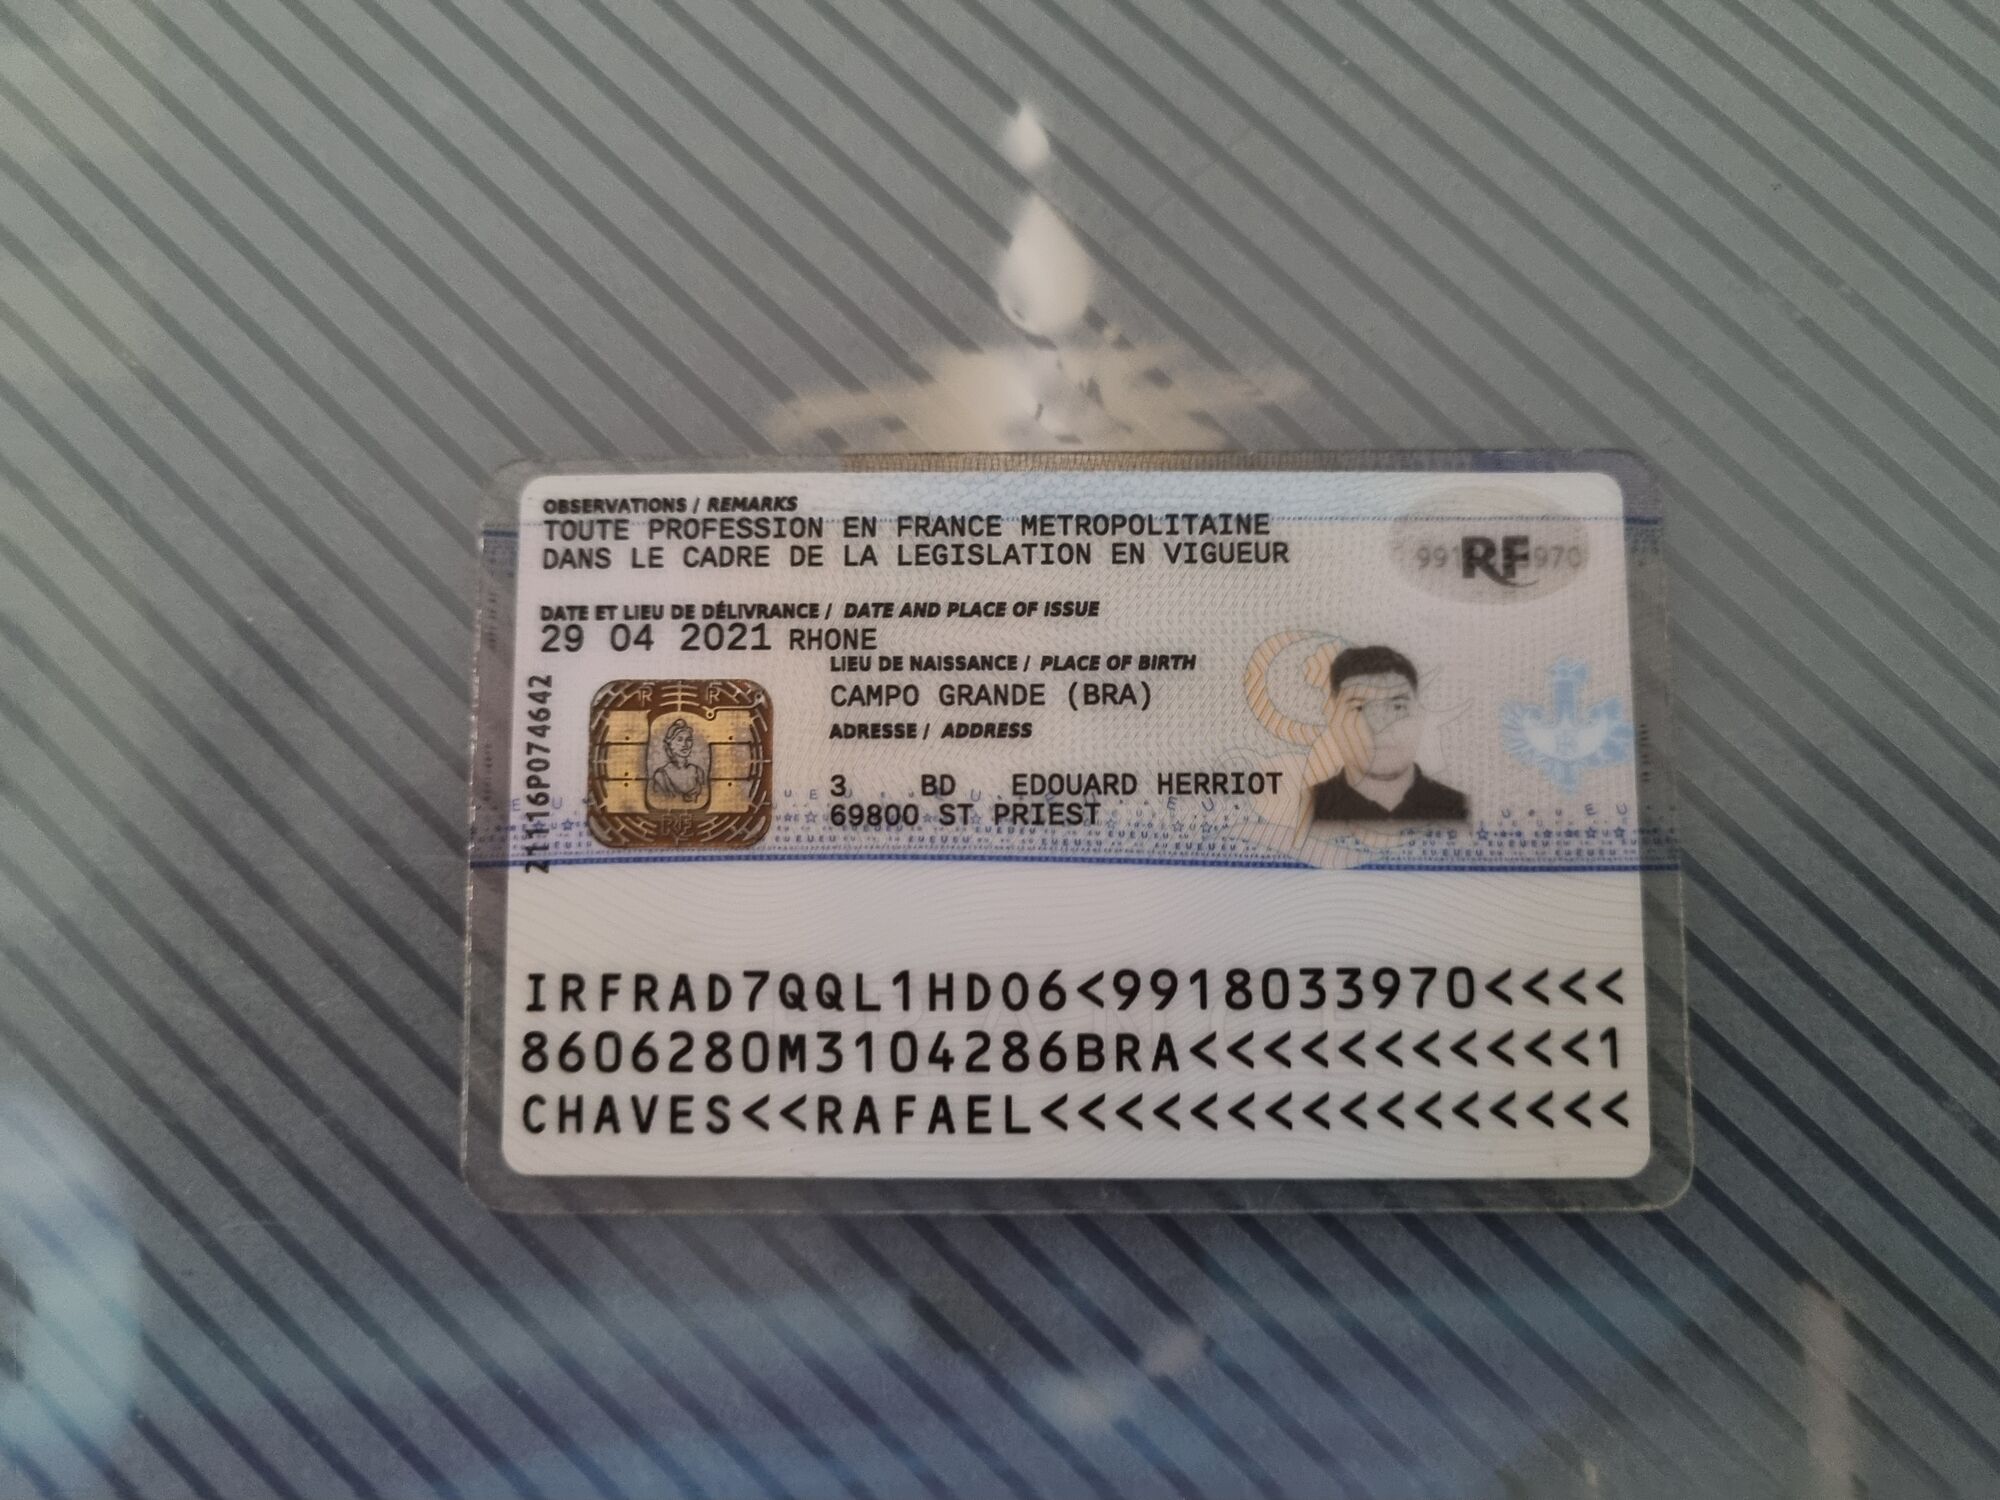 OBSERVATIONS / REMARKS
TOUTE PROFESSION EN FRANCE METROPOLITAINE
DANS LE CADRE DE LA LEGISLATION EN VIGUEUR
RF
DATE ET LIEU DE DÉLIVRANCE / DATE AND PLACE OF ISSUE
29 04 2021 RHONE
LIEU DE NAISSANCE / PLACE OF BIRTH
CAMPO GRANDE (BRA)
ADRESSE / ADDRESS
3 BD EDOUARD HERRIOT
69800 ST PRIEST
21116P074642
IRFRAD7QQL1HD06<9918033970<<<<
8606280M3104286BRA<<<<<<<<<<<1
CHAVES<<RAFAEL<<<<<<<<<<<<<<<<